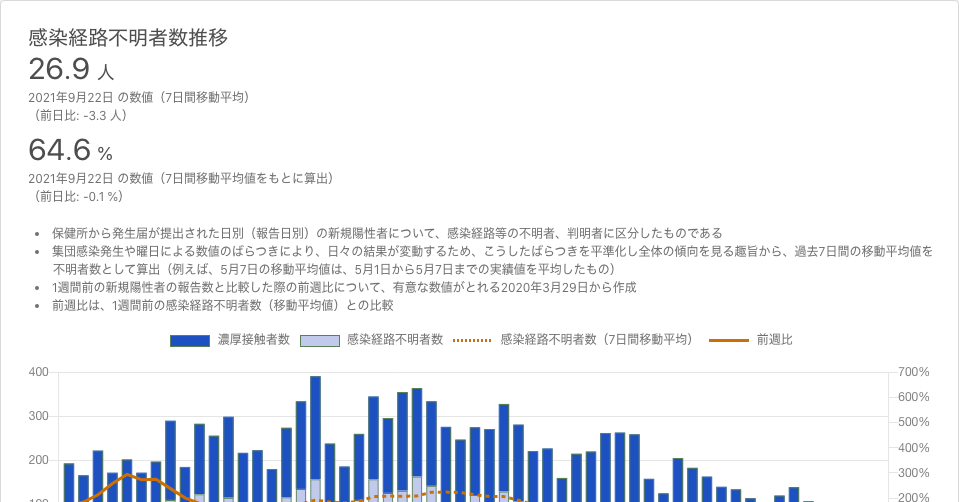 感染経路不明者数推移
26.9 人
2021年9月22日 の数値（7日間移動平均）
（前日比: -3.3 人）
64.6 %
2021年9月22日 の数値（7日間移動平均値をもとに算出）
（前日比: -0.1 %）
• 保健所から発生届が提出された日別（報告日別）の新規陽性者について、感染経路等の不明者、判明者に区分したものである
• 集団感染発生や曜日による数値のばらつきにより、日々の結果が変動するため、こうしたばらつきを平準化し全体の傾向を見る趣旨から、過去7日間の移動平均値を
不明者数として算出（例えば、5月7日の移動平均値は、5月1日から5月7日までの実績値を平均したもの）
• 1週間前の新規陽性者の報告数と比較した際の前週比について、有意な数値がとれる2020年3月29日から作成
• 前週比は、1週間前の感染経路不明者数（移動平均値）との比較
濃厚接触者数 感染経路不明者数 感染経路不明者数（7日間移動平均） 前週比
400 700%
600%
300 500%
400%
200
300%
100 200%